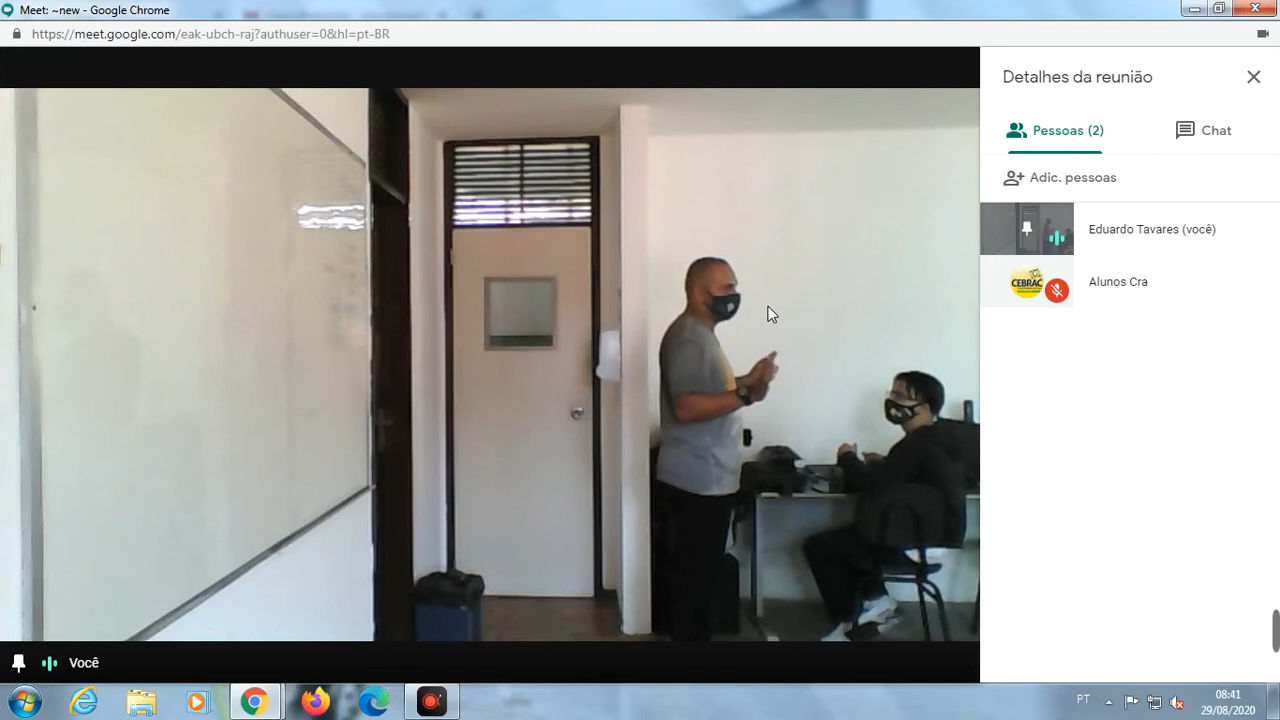 Meet: ~new - Google Chrome
https://meet.google.com/eak-ubch-raj?authuser=0&hl=pt-BR
Detalhes da reunião
Pessoas (2)
Chat
Adic. pessoas
Eduardo Tavares (você)
CEBRAC
Alunos Cra
Você
PT
08:41
29/08/2020